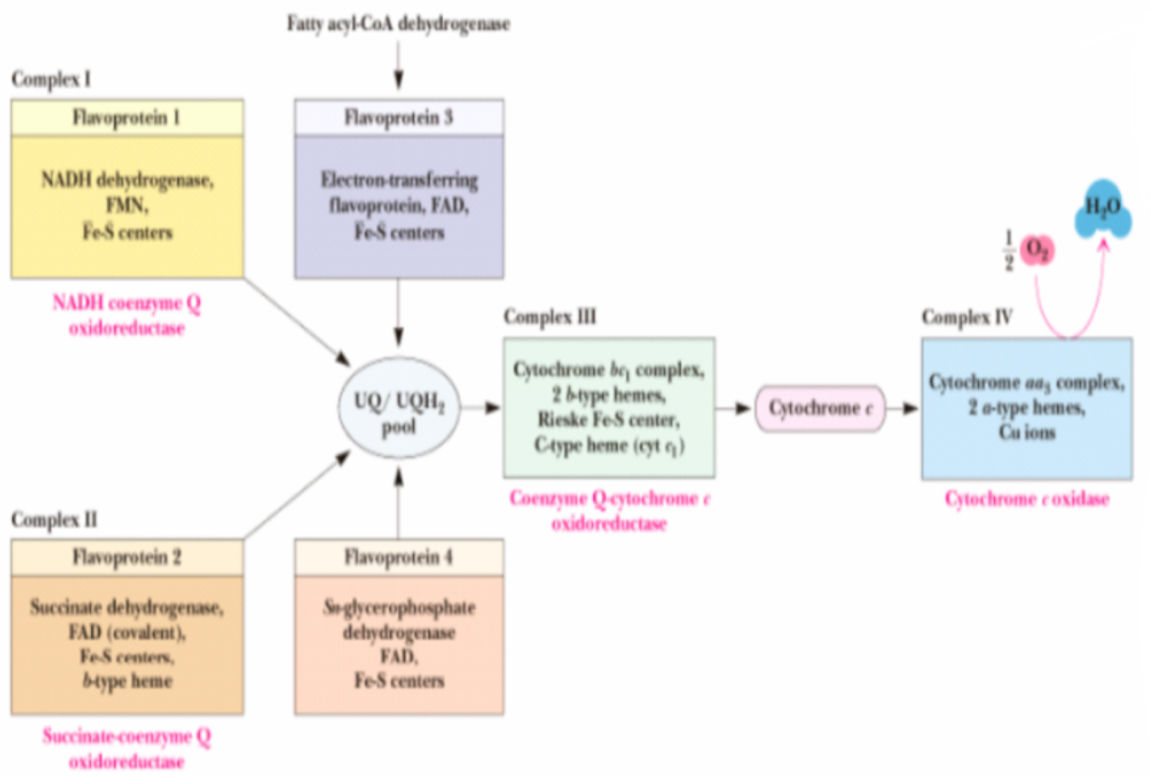 Fatty acyl-CoA dehydrogenase
Complex I
Flavoprotein 1
NADH dehydrogenase,
FMN,
Fe-S centers
NADH coenzyme Q
oxidoreductase
Flavoprotein 3
Electron-transferring
flavoprotein, FAD,
Fe-S centers
UQ/ UQH₂
pool
Complex II
Flavoprotein 2
Succinate dehydrogenase,
FAD (covalent),
Fe-S centers,
b-type heme
Succinate-coenzyme Q
oxidoreductase
Flavoprotein 4
Sn-glycerophosphate
dehydrogenase
FAD,
Fe-S centers
Complex III
Cytochrome bc₁ complex,
2 b-type hemes,
Rieske Fe-S center,
C-type heme (cyt c₁)
Coenzyme Q-cytochrome c
oxidoreductase
Cytochrome c
Complex IV
Cytochrome aa₃ complex,
2 a-type hemes,
Cu ions
Cytochrome c oxidase
½ O₂
H₂O